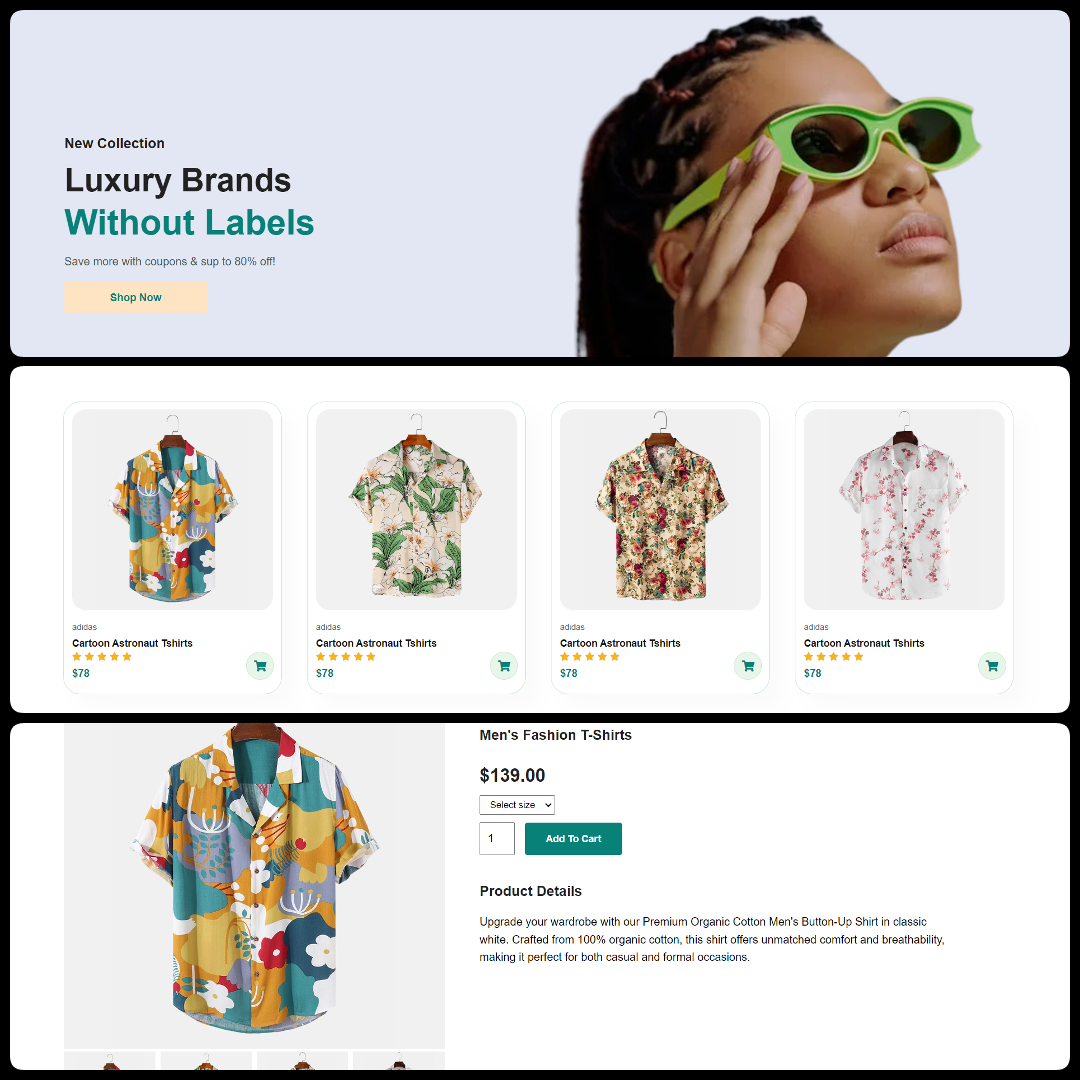 New Collection
Luxury Brands
Without Labels
Save more with coupons & sup to 80% off!
Shop Now
adidas
Cartoon Astronaut Tshirts
$78
adidas
Cartoon Astronaut Tshirts
$78
adidas
Cartoon Astronaut Tshirts
$78
adidas
Cartoon Astronaut Tshirts
$78
Men's Fashion T-Shirts
$139.00
Select size
1
Add To Cart
Product Details
Upgrade your wardrobe with our Premium Organic Cotton Men's Button-Up Shirt in classic
white. Crafted from 100% organic cotton, this shirt offers unmatched comfort and breathability,
making it perfect for both casual and formal occasions.